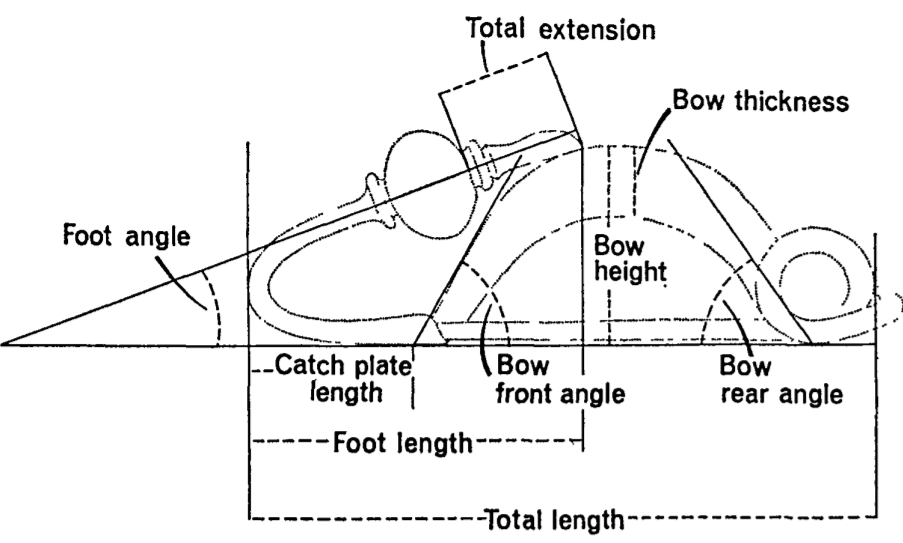 Total extension
Bow thickness
Foot angle
Bow
height
Catch plate
length
Bow
front angle
Bow
rear angle
Foot length
Total length